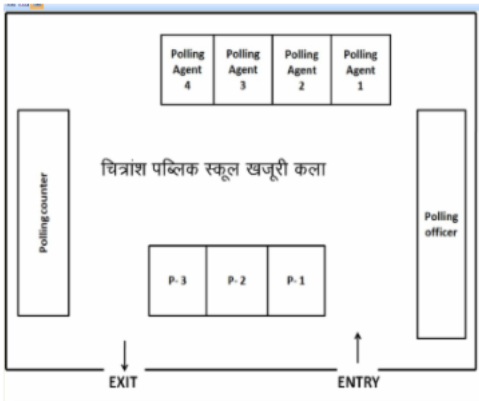 Polling Agent 4
Polling Agent 3
Polling Agent 2
Polling Agent 1
चित्रांश पब्लिक स्कूल खजूरी कला
Polling counter
Polling officer
P- 3
P- 2
P- 1
EXIT
ENTRY